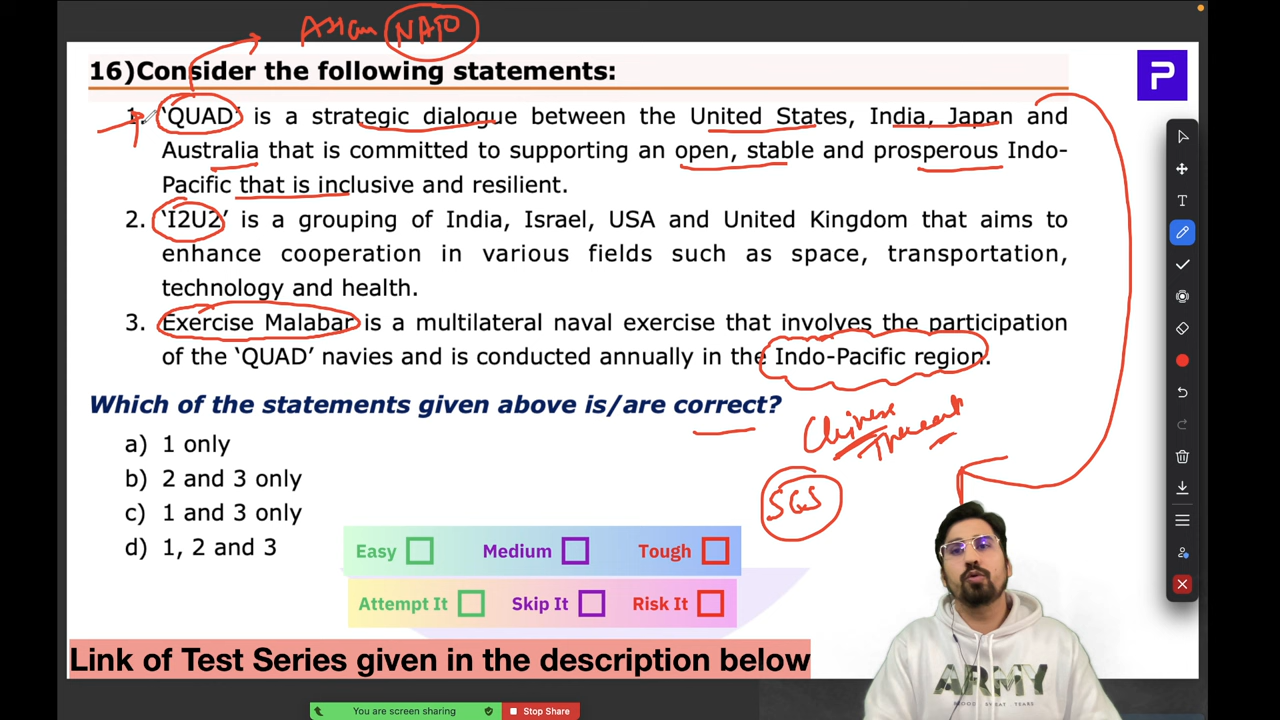 Asian NATO
16)Consider the following statements:
1. ‘QUAD’ is a strategic dialogue between the United States, India, Japan and
Australia that is committed to supporting an open, stable and prosperous Indo-
Pacific that is inclusive and resilient.
2. ‘I2U2’ is a grouping of India, Israel, USA and United Kingdom that aims to
enhance cooperation in various fields such as space, transportation,
technology and health.
3. Exercise Malabar is a multilateral naval exercise that involves the participation
of the ‘QUAD’ navies and is conducted annually in the Indo-Pacific region.
Which of the statements given above is/are correct?
Chinese
Threat
SGS
a) 1 only
b) 2 and 3 only
c) 1 and 3 only
d) 1, 2 and 3
Easy Medium Tough
Attempt It Skip It Risk It
Link of Test Series given in the description below
ARMY
You are screen sharing Stop Share
P
T